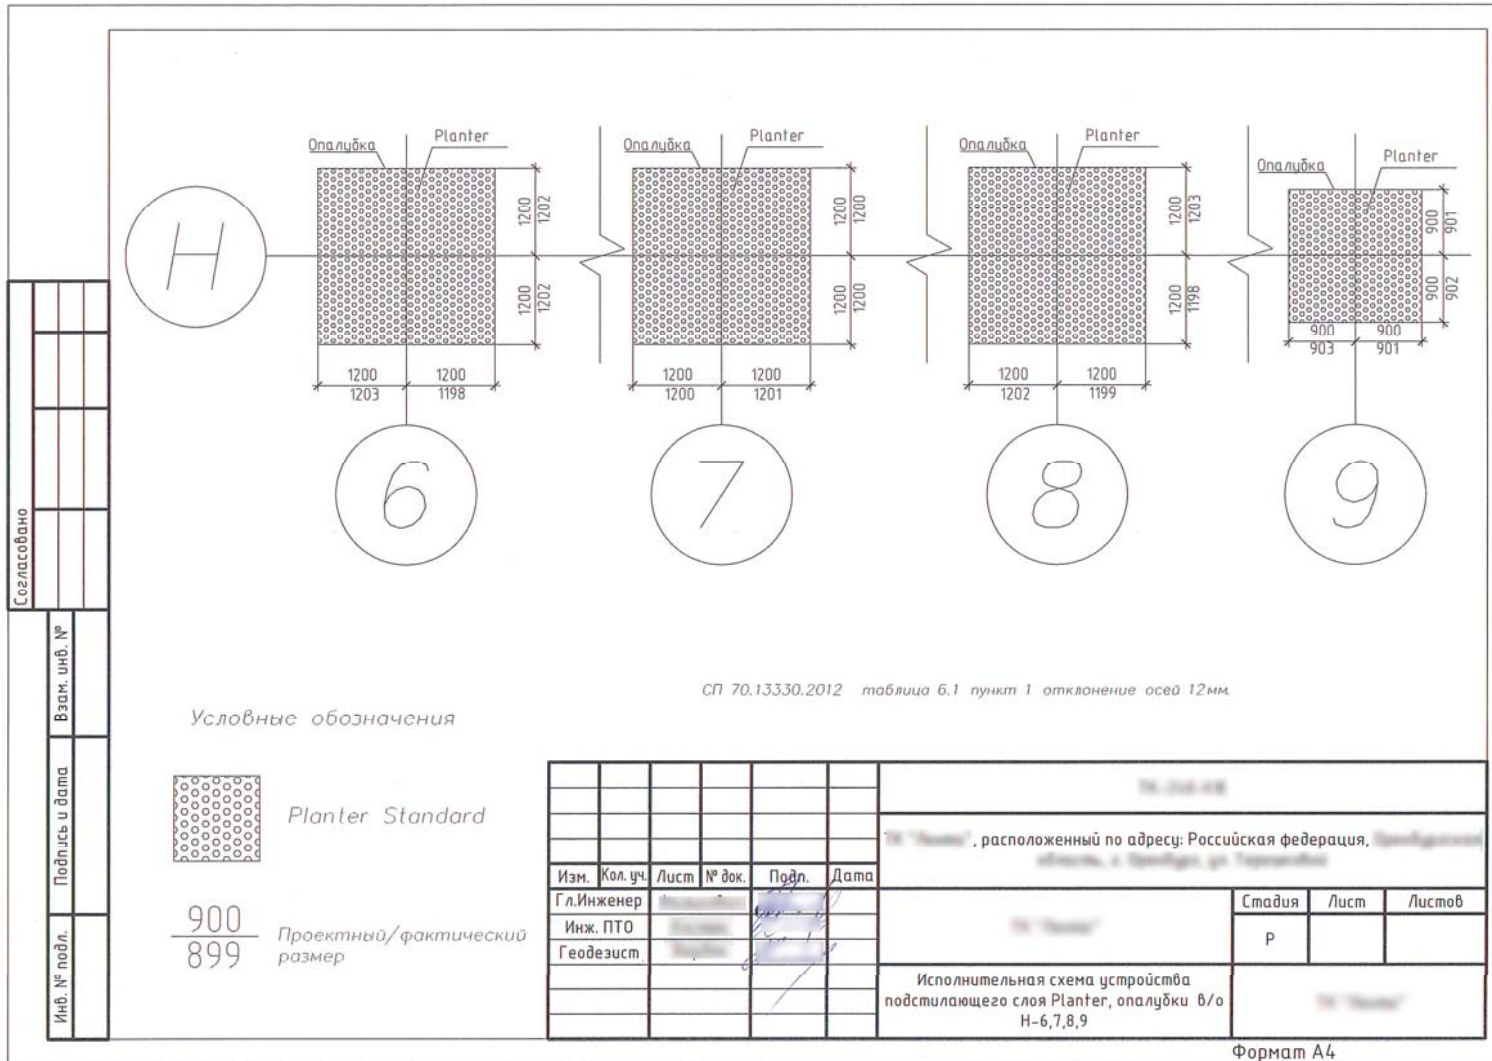 Опалубка
Planter
1200
1202
1200
1202
1200
1203
1200
1198
Опалубка
Planter
1200
1200
1200
1200
1200
1200
1200
1201
Опалубка
Planter
1200
1203
1200
1198
1200
1202
1200
1199
Опалубка
Planter
900
901
900
902
900
903
900
901
Н
6
7
8
9
Согласовано
Взам. инв. №
Подпись и дата
Инв. № подл.
СП 70.13330.2012 таблица 6.1 пункт 1 отклонение осей 12мм.
Условные обозначения
Planter Standard
900
899
Проектный/фактический
размер
Изм. Кол. уч. Лист № док. Подп. Дата
Гл.Инженер
Инж. ПТО
Геодезист
, расположенный по адресу: Российская федерация,
Стадия Лист Листов
Р
Исполнительная схема устройства
подстилающего слоя Planter, опалубки в/о
Н-6,7,8,9
Формат А4